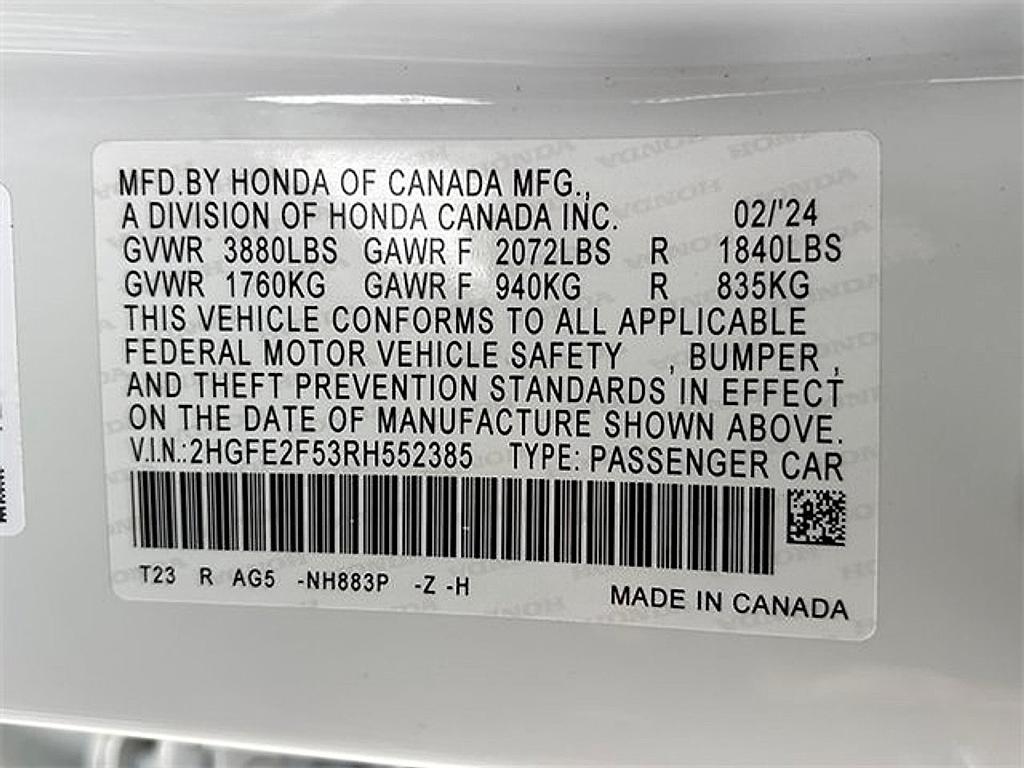 MFD.BY HONDA OF CANADA MFG.,
A DIVISION OF HONDA CANADA INC. 02/'24
GVWR 3880LBS GAWR F 2072LBS R 1840LBS
GVWR 1760KG GAWR F 940KG R 835KG
THIS VEHICLE CONFORMS TO ALL APPLICABLE
FEDERAL MOTOR VEHICLE SAFETY , BUMPER ,
AND THEFT PREVENTION STANDARDS IN EFFECT
ON THE DATE OF MANUFACTURE SHOWN ABOVE.
V.I.N.:2HGFE2F53RH552385 TYPE: PASSENGER CAR
T23 R AG5 -NH883P -Z -H
MADE IN CANADA